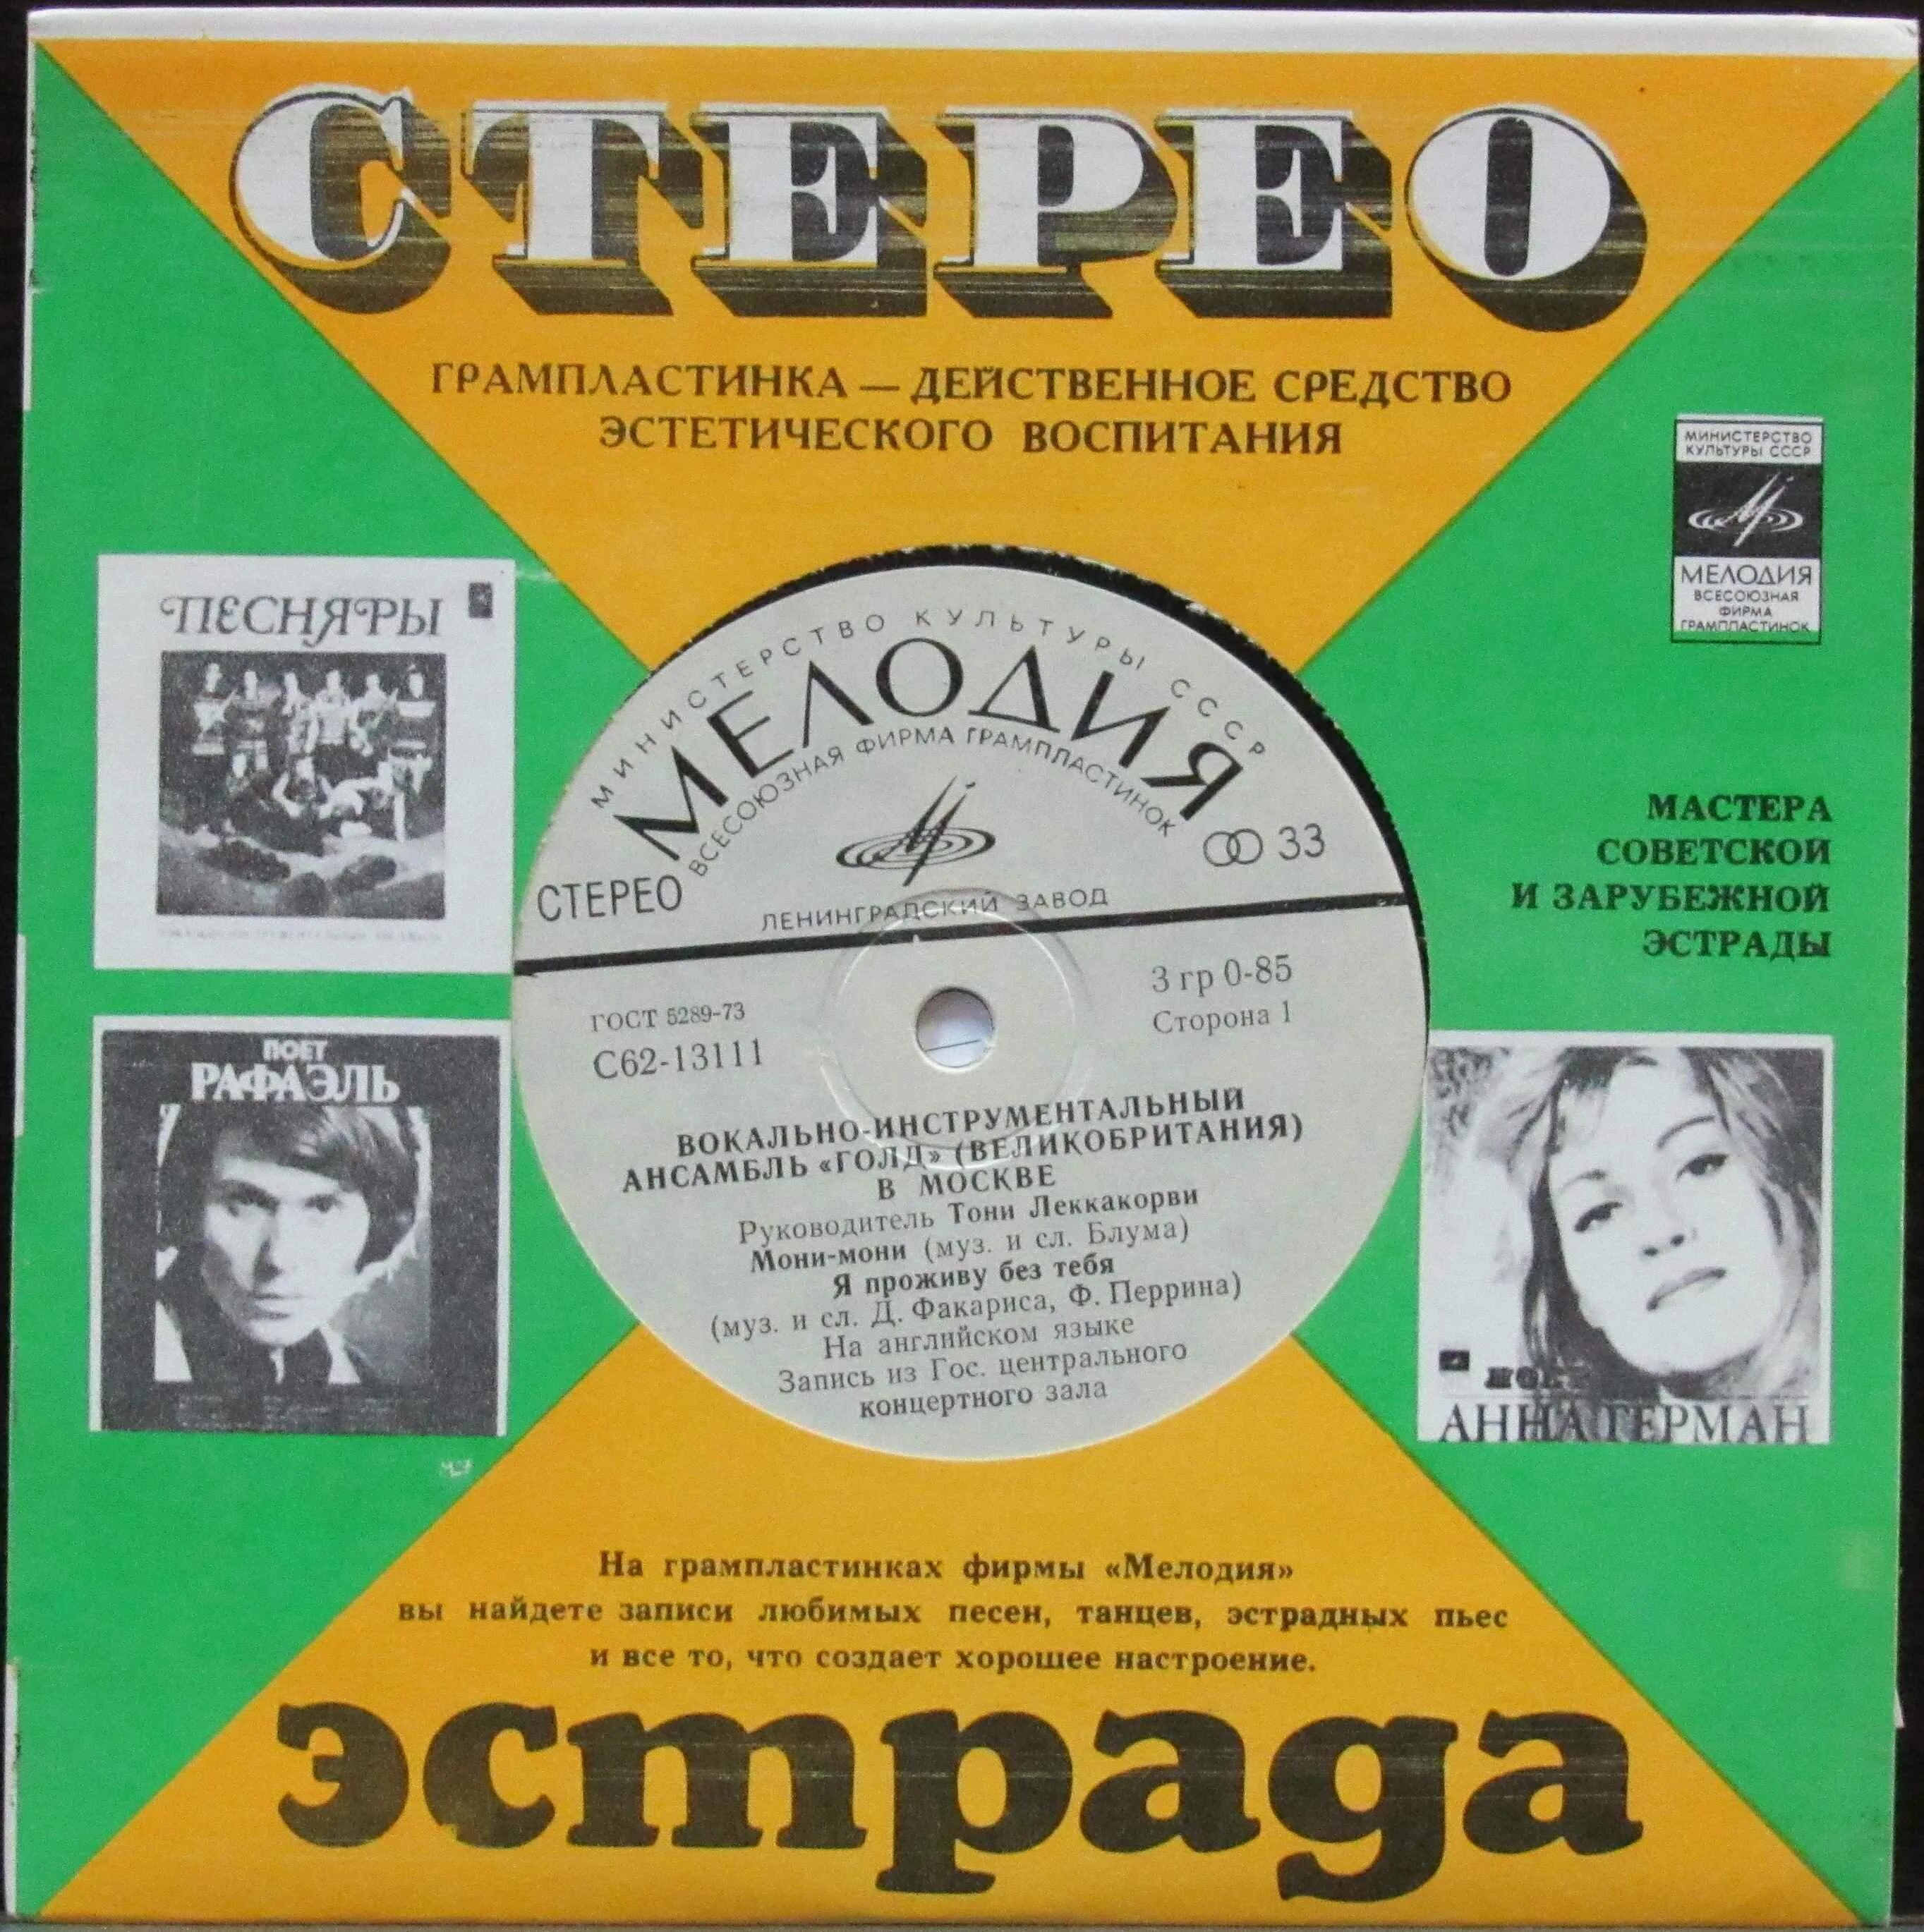 СТЕРЕО
ГРАМПЛАСТИНКА — ДЕЙСТВЕННОЕ СРЕДСТВО
ЭСТЕТИЧЕСКОГО ВОСПИТАНИЯ
МИНИСТЕРСТВО
КУЛЬТУРЫ СССР
МЕЛОДИЯ
ВСЕСОЮЗНАЯ
ФИРМА
ГРАМПЛАСТИНОК
ПЕСНЯРЫ
МИНИСТЕРСТВО КУЛЬТУРЫ СССР
МЕЛОДИЯ
ВСЕСОЮЗНАЯ ФИРМА ГРАМПЛАСТИНОК
33
СТЕРЕО
ЛЕНИНГРАДСКИЙ ЗАВОД
МАСТЕРА
СОВЕТСКОЙ
И ЗАРУБЕЖНОЙ
ЭСТРАДЫ
ГОСТ 5289-73
3 гр 0-85
С62-13111
Сторона 1
ВОКАЛЬНО-ИНСТРУМЕНТАЛЬНЫЙ
АНСАМБЛЬ «ГОЛД» (ВЕЛИКОБРИТАНИЯ)
В МОСКВЕ
Руководитель Тони Леккакорви
Мони-мони (муз. и сл. Блума)
Я проживу без тебя
(муз. и сл. Д. Факариса, Ф. Перрина)
На английском языке
Запись из Гос. центрального
концертного зала
ПОЕТ
РАФАЭЛЬ
ПОЕТ
АННА ГЕРМАН
На грампластинках фирмы «Мелодия»
вы найдете записи любимых песен, танцев, эстрадных пьес
и все то, что создает хорошее настроение.
эстрада